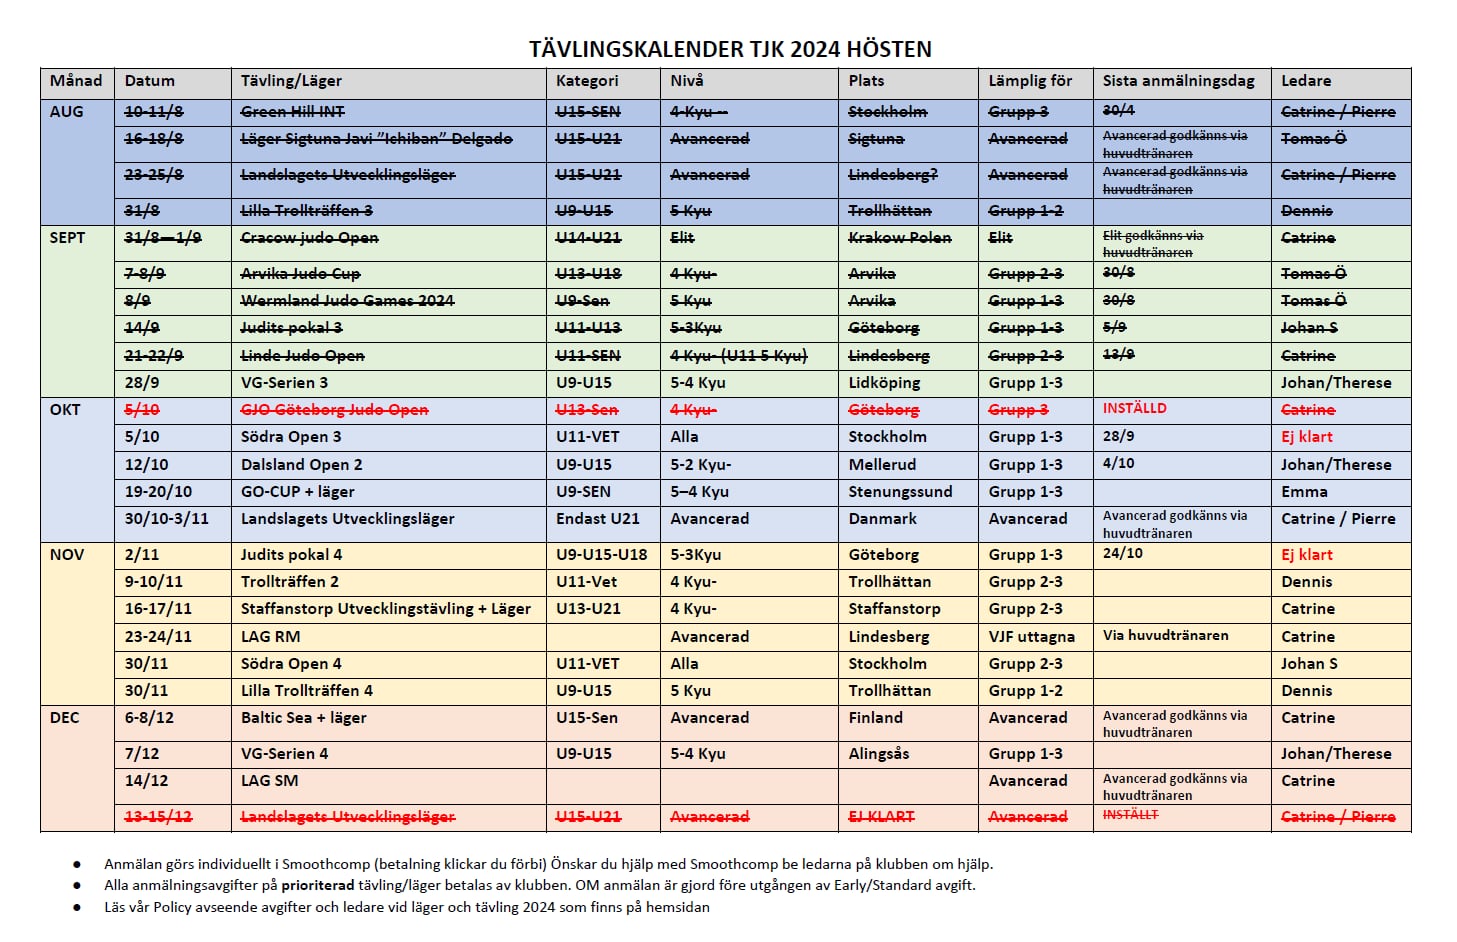 TÄVLINGSKALENDER TJK 2024 HÖSTEN
Månad Datum Tävling/Läger Kategori Nivå Plats Lämplig för Sista anmälningsdag Ledare
AUG 10-11/8 Green Hill INT U15-SEN 4-Kyu -- Stockholm Grupp 3 30/4 Catrine / Pierre
16-18/8 Läger Sigtuna Javi ”Ichiban” Delgado U15-U21 Avancerad Sigtuna Avancerad Avancerad godkänns via Tomas Ö
huvudtränaren
23-25/8 Landslagets Utvecklingsläger U15-U21 Avancerad Lindesberg? Avancerad Avancerad godkänns via Catrine / Pierre
huvudtränaren
31/8 Lilla Trollträffen 3 U9-U15 5 Kyu Trollhättan Grupp 1-2 Dennis
SEPT 31/8—1/9 Cracow judo Open U14-U21 Elit Krakow Polen Elit Elit godkänns via Catrine
huvudtränaren
7-8/9 Arvika Judo Cup U13-U18 4 Kyu- Arvika Grupp 2-3 30/8 Tomas Ö
8/9 Wermland Judo Games 2024 U9-Sen 5 Kyu Arvika Grupp 1-3 30/8 Tomas Ö
14/9 Judits pokal 3 U11-U13 5-3Kyu Göteborg Grupp 1-3 5/9 Johan S
21-22/9 Linde Judo Open U11-SEN 4 Kyu- (U11 5 Kyu) Lindesberg Grupp 2-3 13/9 Catrine
28/9 VG-Serien 3 U9-U15 5-4 Kyu Lidköping Grupp 1-3 Johan/Therese
OKT 5/10 GJO Göteborg Judo Open U13-Sen 4 Kyu- Göteborg Grupp 3 INSTÄLLD Catrine
5/10 Södra Open 3 U11-VET Alla Stockholm Grupp 1-3 28/9 Ej klart
12/10 Dalsland Open 2 U9-U15 5-2 Kyu- Mellerud Grupp 1-3 4/10 Johan/Therese
19-20/10 GO-CUP + läger U9-SEN 5–4 Kyu Stenungssund Grupp 1-3 Emma
30/10-3/11 Landslagets Utvecklingsläger Endast U21 Avancerad Danmark Avancerad Avancerad godkänns via Catrine / Pierre
huvudtränaren
NOV 2/11 Judits pokal 4 U9-U15-U18 5-3Kyu Göteborg Grupp 1-3 24/10 Ej klart
9-10/11 Trollträffen 2 U11-Vet 4 Kyu- Trollhättan Grupp 2-3 Dennis
16-17/11 Staffanstorp Utvecklingstävling + Läger U13-U21 4 Kyu- Staffanstorp Grupp 2-3 Catrine
23-24/11 LAG RM Avancerad Lindesberg VJF uttagna Via huvudtränaren Catrine
30/11 Södra Open 4 U11-VET Alla Stockholm Grupp 2-3 Johan S
30/11 Lilla Trollträffen 4 U9-U15 5 Kyu Trollhättan Grupp 1-2 Dennis
DEC 6-8/12 Baltic Sea + läger U15-Sen Avancerad Finland Avancerad Avancerad godkänns via Catrine
huvudtränaren
7/12 VG-Serien 4 U9-U15 5-4 Kyu Alingsås Grupp 1-3 Johan/Therese
14/12 LAG SM Avancerad Avancerad godkänns via Catrine
huvudtränaren
13-15/12 Landslagets Utvecklingsläger U15-U21 Avancerad EJ KLART Avancerad INSTÄLLT Catrine / Pierre
● Anmälan görs individuellt i Smoothcomp (betalning klickar du förbi) Önskar du hjälp med Smoothcomp be ledarna på klubben om hjälp.
● Alla anmälningsavgifter på prioriterad tävling/läger betalas av klubben. OM anmälan är gjord före utgången av Early/Standard avgift.
● Läs vår Policy avseende avgifter och ledare vid läger och tävling 2024 som finns på hemsidan